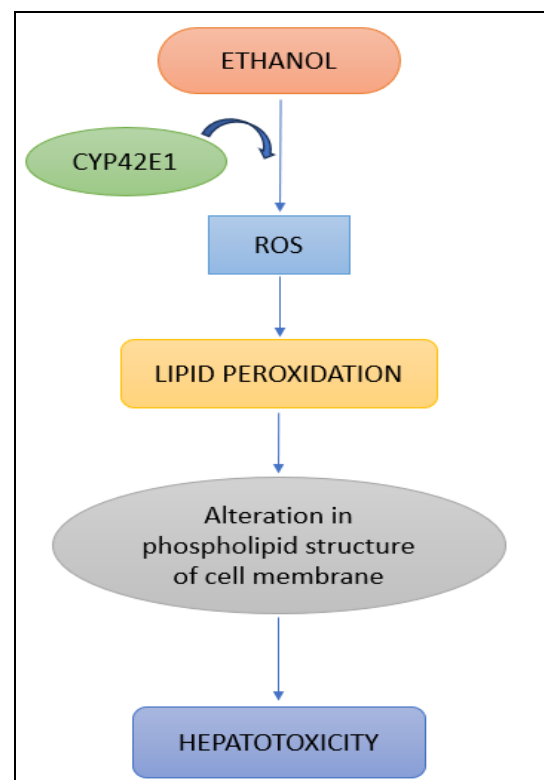 ETHANOL
CYP42E1
ROS
LIPID PEROXIDATION
Alteration in
phospholipid structure
of cell membrane
HEPATOTOXICITY